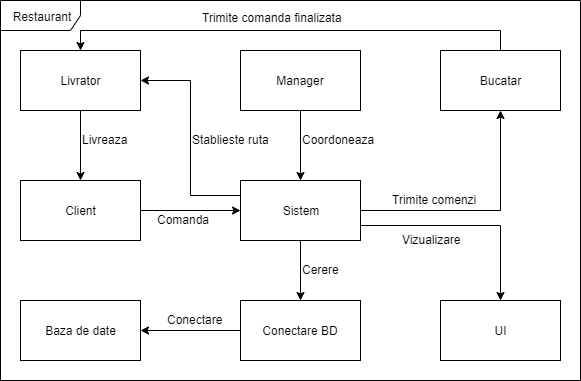 Restaurant
Trimite comanda finalizata
Livrator
Manager
Bucatar
Livreaza
Stablieste ruta
Coordoneaza
Client
Comanda
Sistem
Trimite comenzi
Vizualizare
Cerere
Baza de date
Conectare
Conectare BD
UI